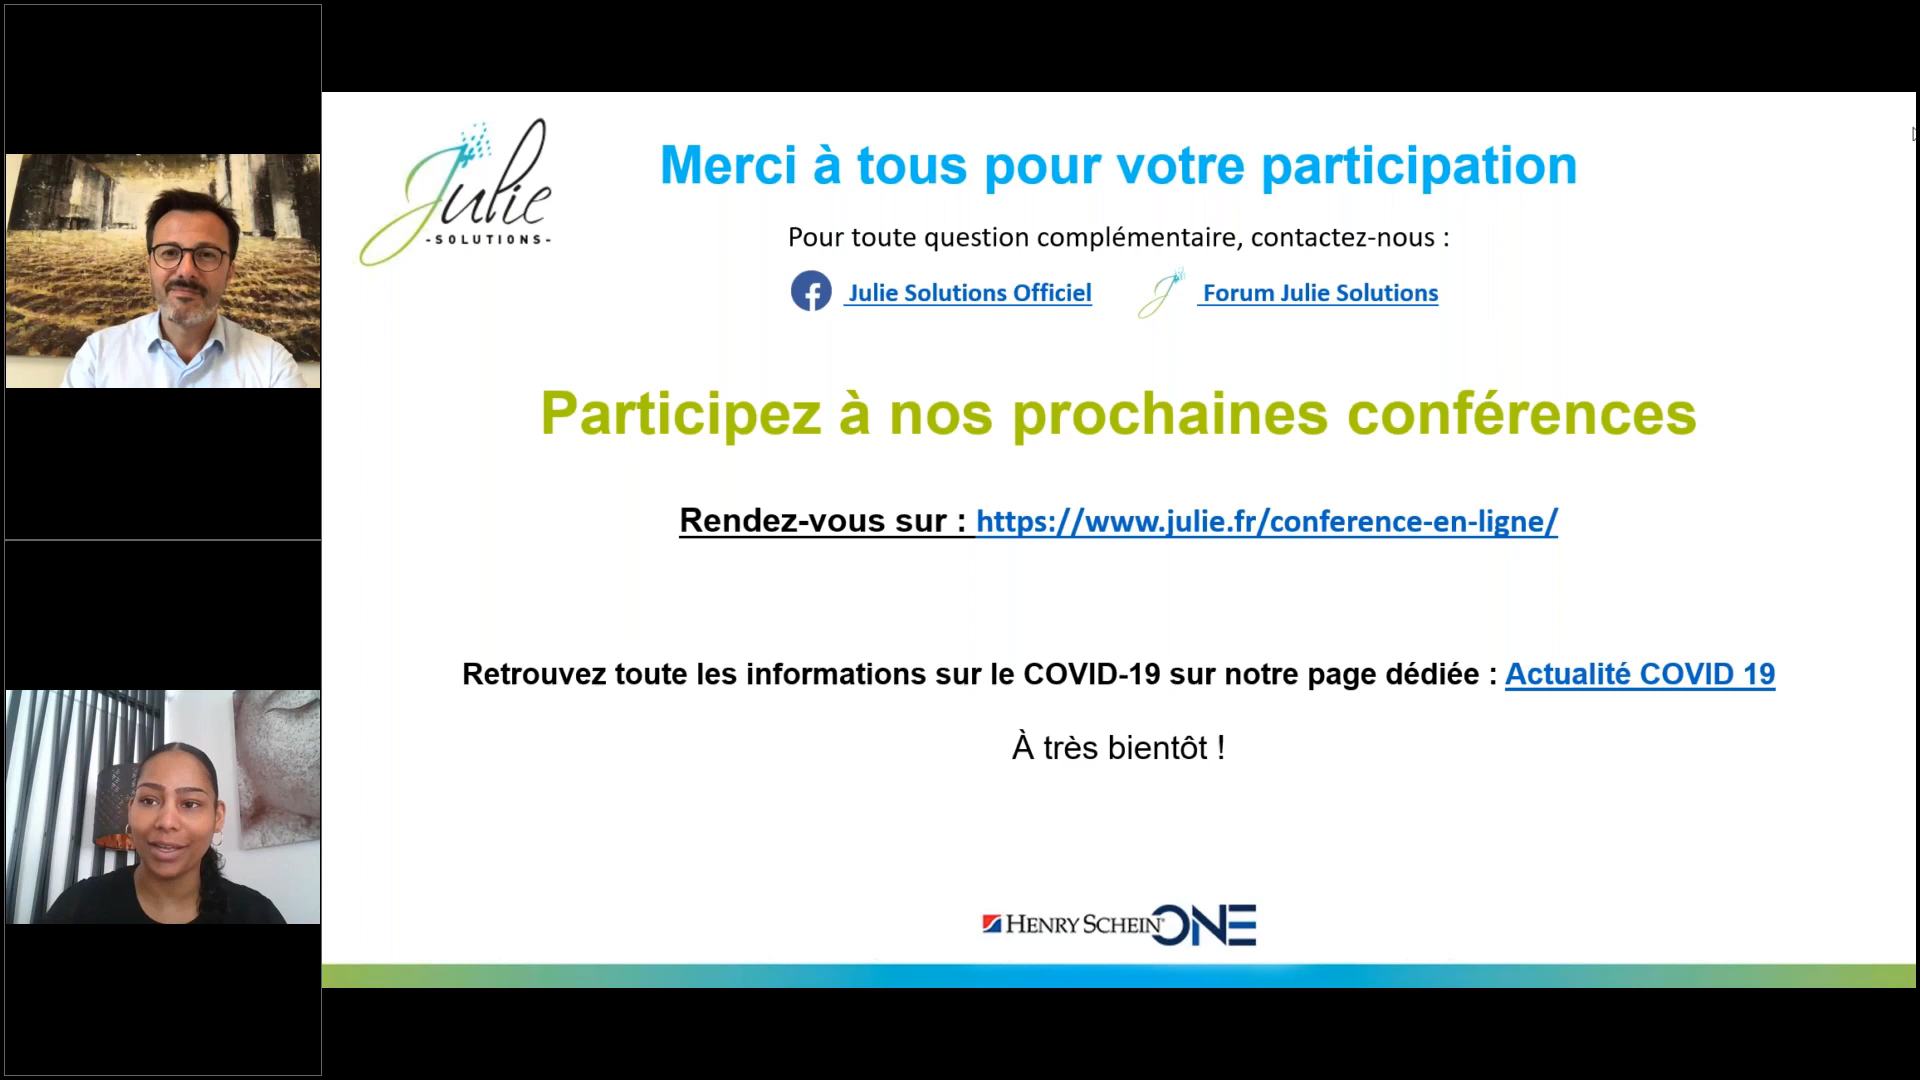 Julie
-SOLUTIONS-
Merci à tous pour votre participation
Pour toute question complémentaire, contactez-nous :
Julie Solutions Officiel Forum Julie Solutions
Participez à nos prochaines conférences
Rendez-vous sur : https://www.julie.fr/conference-en-ligne/
Retrouvez toute les informations sur le COVID-19 sur notre page dédiée : Actualité COVID 19
À très bientôt !
HENRY SCHEIN® ONE